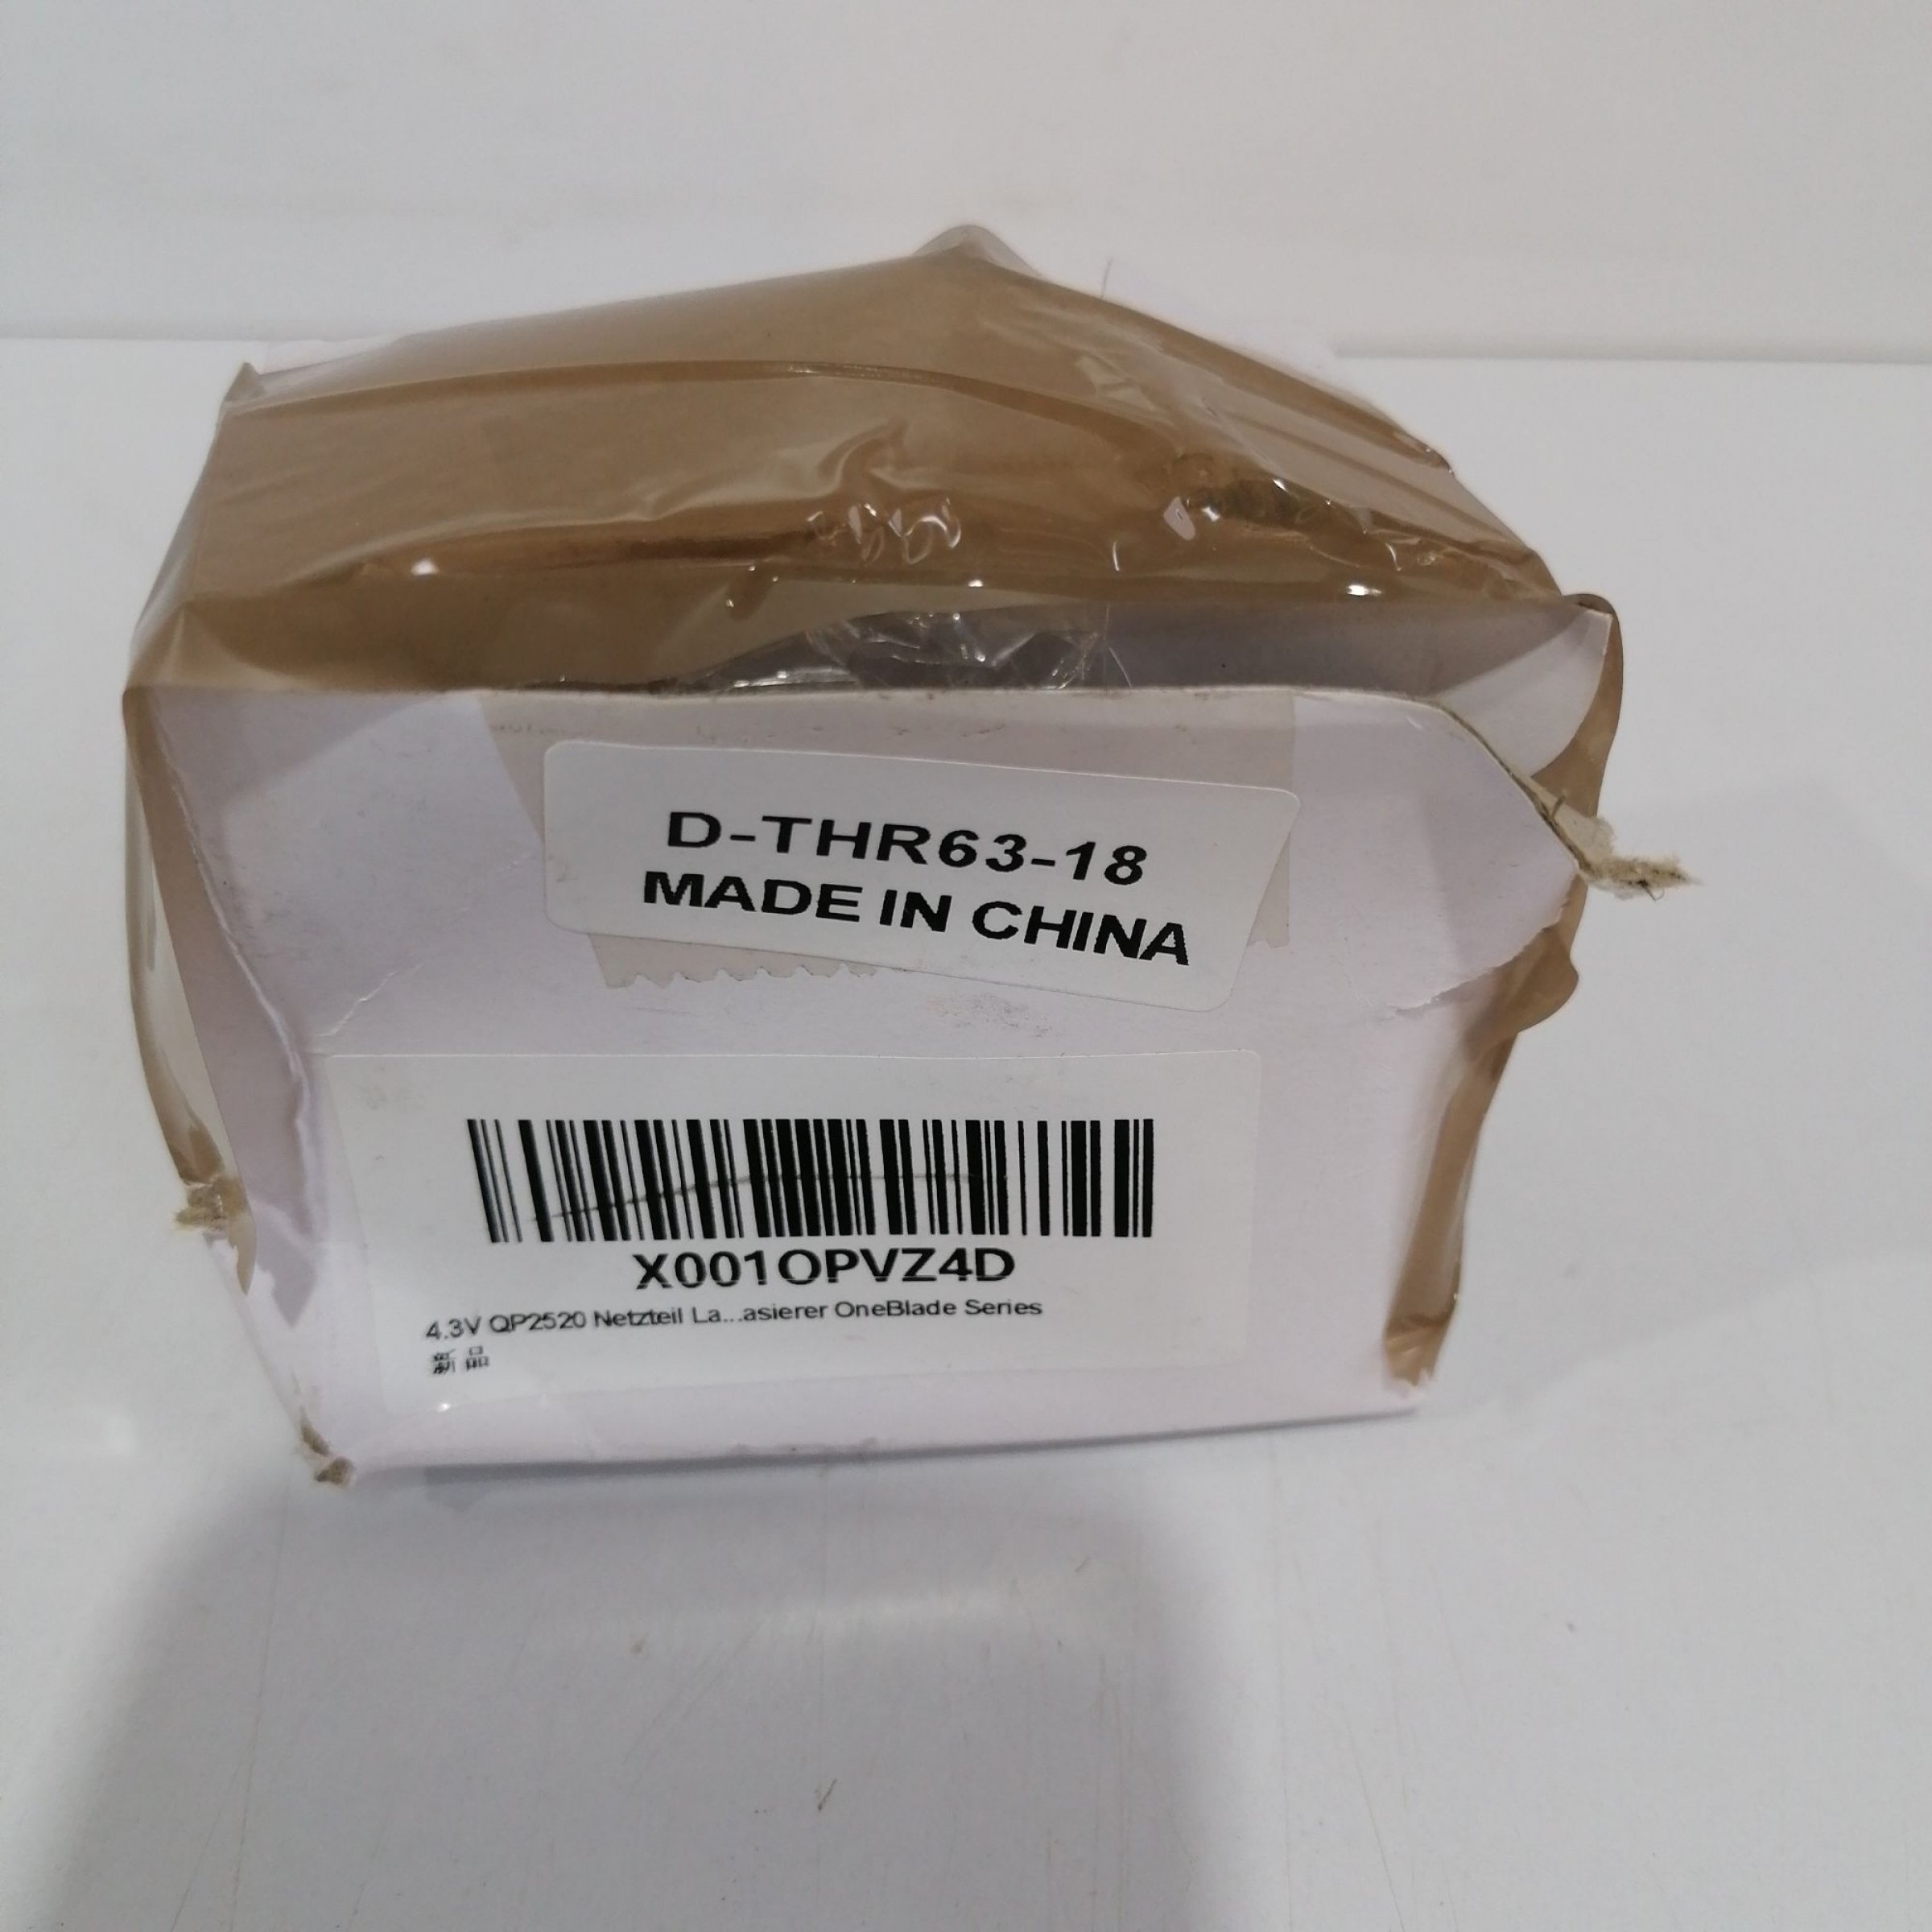 D-THR63-18
MADE IN CHINA
X001OPVZ4D
4.3V QP2520 Netzteil La...asierer OneBlade Series
新品